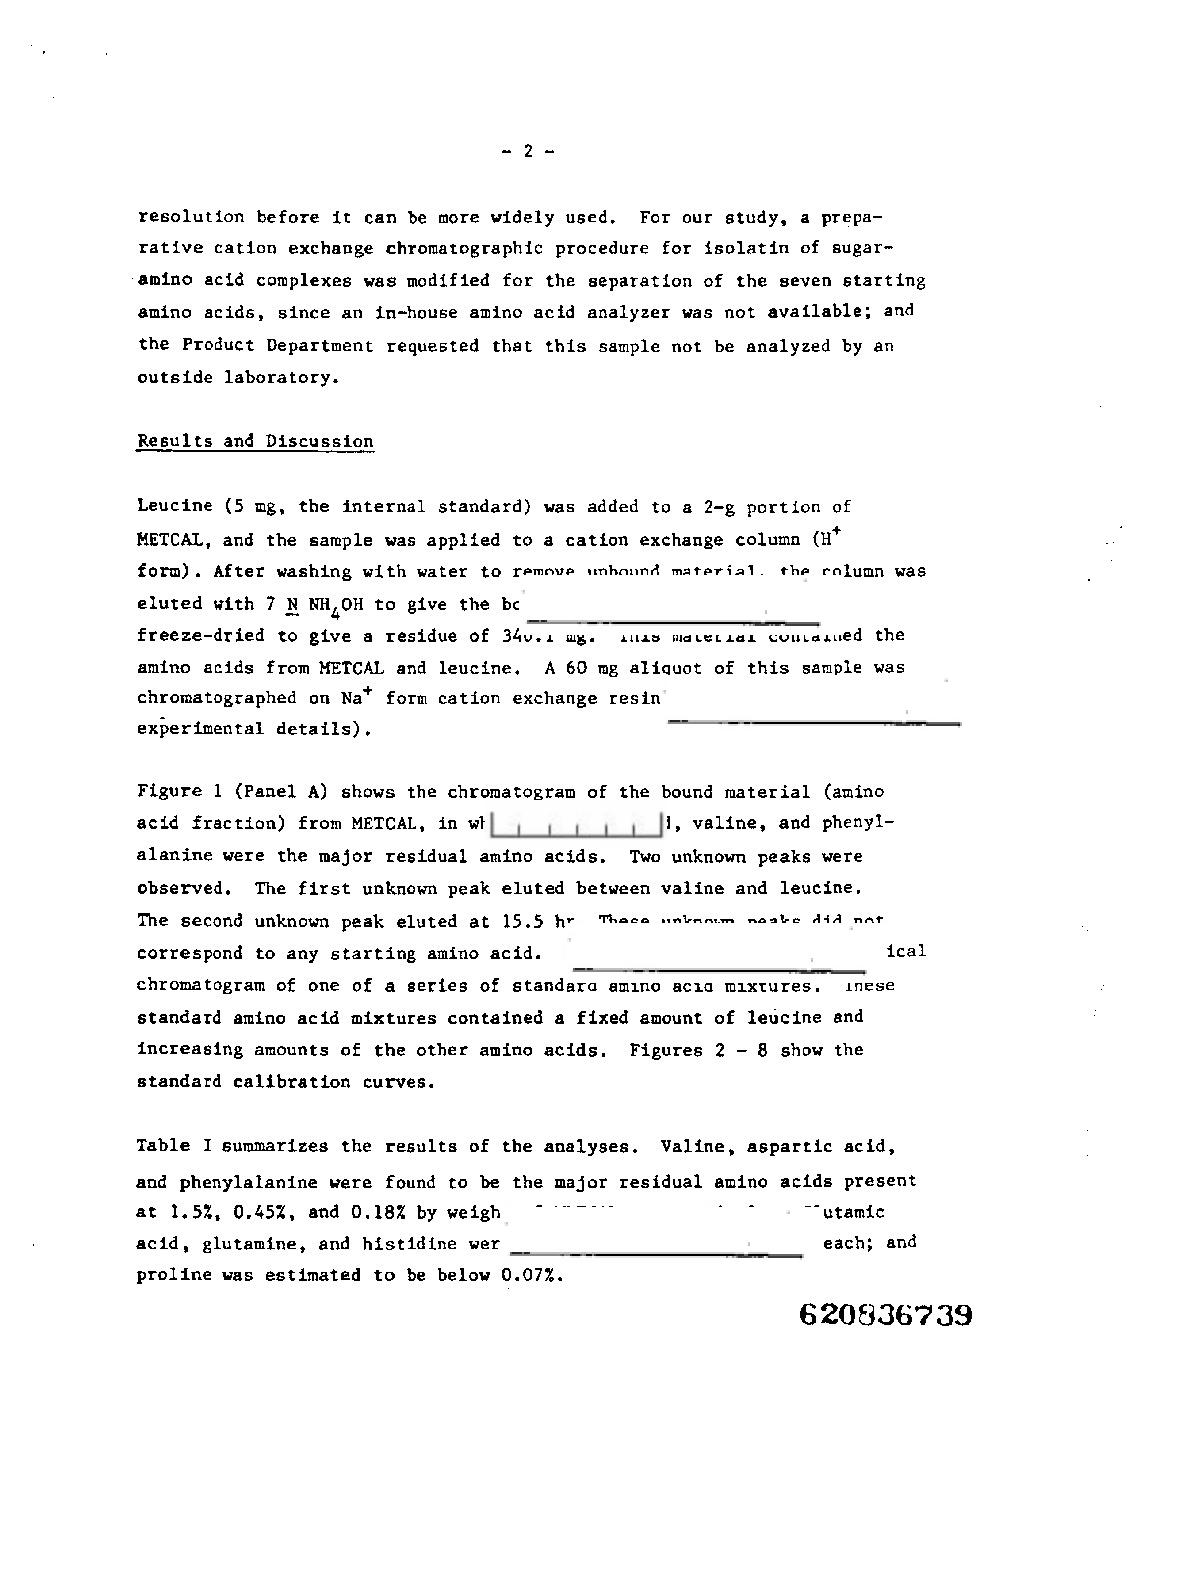 - 2 -
resolution before it can be more widely used. For our study, a prepa-
rative cation exchange chromatographic procedure for isolatin of sugar-
amino acid complexes was modified for the separation of the seven starting
amino acids, since an in-house amino acid analyzer was not available; and
the Product Department requested that this sample not be analyzed by an
outside laboratory.
Results and Discussion
Leucine (5 mg, the internal standard) was added to a 2-g portion of
METCAL, and the sample was applied to a cation exchange column (H+
form). After washing with water to remove unbound material, the column was
eluted with 7 N NH4OH to give the
freeze-dried to give a residue of 340.1 mg. This material contained the
amino acids from METCAL and leucine. A 60 mg aliquot of this sample was
chromatographed on Na+ form cation exchange resin
experimental details).
Figure 1 (Panel A) shows the chromatogram of the bound material (amino
acid fraction) from METCAL, in valine, and phenyl-
alanine were the major residual amino acids. Two unknown peaks were
observed. The first unknown peak eluted between valine and leucine.
The second unknown peak eluted at 15.5 hr These unknown peaks did not
correspond to any starting amino acid. ical
chromatogram of one of a series of standard amino acid mixtures. These
standard amino acid mixtures contained a fixed amount of leucine and
increasing amounts of the other amino acids. Figures 2 - 8 show the
standard calibration curves.
Table I summarizes the results of the analyses. Valine, aspartic acid,
and phenylalanine were found to be the major residual amino acids present
at 1.5%, 0.45%, and 0.18% by weigh utamic
acid, glutamine, and histidine wer each; and
proline was estimated to be below 0.07%.
620836739